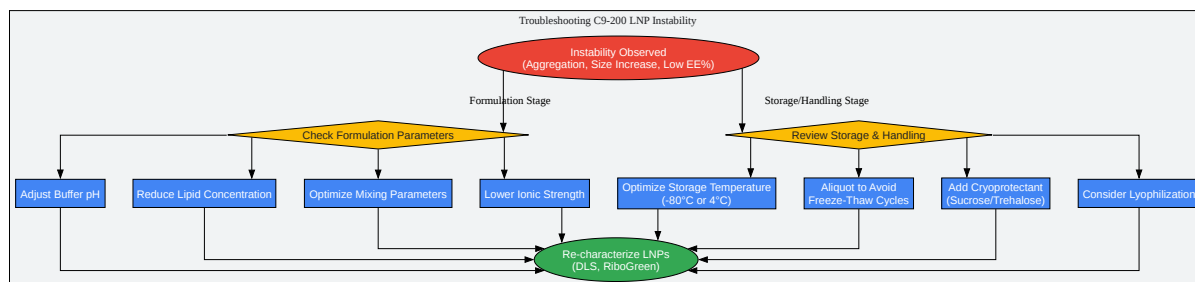 Troubleshooting C9-200 LNP Instability
Instability Observed
(Aggregation, Size Increase, Low EE%)
Formulation Stage
Storage/Handling Stage
Check Formulation Parameters
Review Storage & Handling
Adjust Buffer pH
Reduce Lipid Concentration
Optimize Mixing Parameters
Lower Ionic Strength
Optimize Storage Temperature
(-80°C or 4°C)
Aliquot to Avoid
Freeze-Thaw Cycles
Add Cryoprotectant
(Sucrose/Trehalose)
Consider Lyophilization
Re-characterize LNPs
(DLS, RiboGreen)